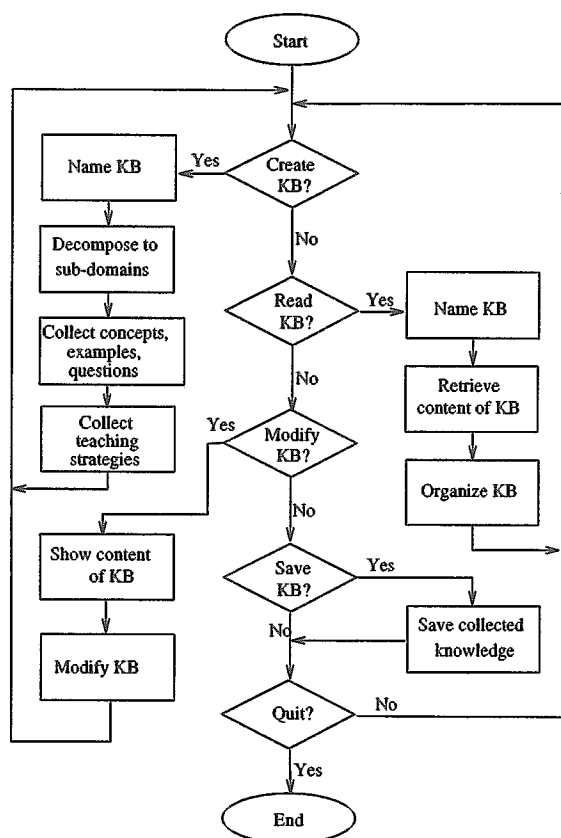 Start
Create
KB?
Yes
No
Name KB
Decompose to
sub-domains
Collect concepts,
examples,
questions
Collect
teaching
strategies
Read
KB?
Yes
No
Name KB
Retrieve
content of KB
Organize KB
Modify
KB?
Yes
No
Show content
of KB
Modify KB
Save
KB?
Yes
No
Save collected
knowledge
Quit?
No
Yes
End